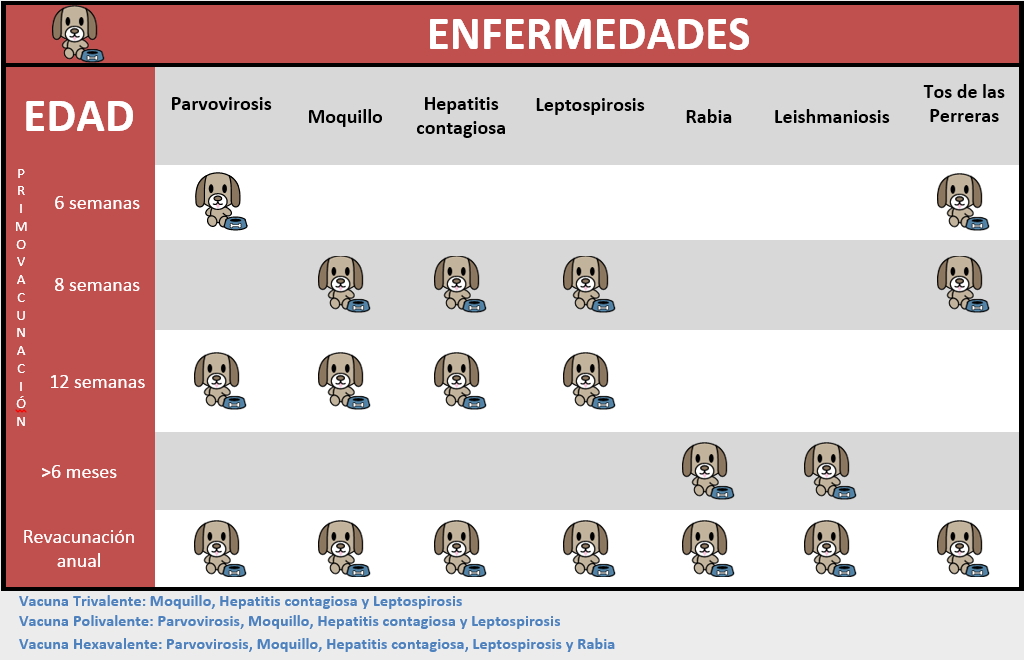 ENFERMEDADES
EDAD
Parvovirosis
Moquillo
Hepatitis
contagiosa
Leptospirosis
Rabia
Leishmaniosis
Tos de las
Perreras
PRIMOVACUNACIÓN
6 semanas
8 semanas
12 semanas
>6 meses
Revacunación
anual
Vacuna Trivalente: Moquillo, Hepatitis contagiosa y Leptospirosis
Vacuna Polivalente: Parvovirosis, Moquillo, Hepatitis contagiosa y Leptospirosis
Vacuna Hexavalente: Parvovirosis, Moquillo, Hepatitis contagiosa, Leptospirosis y Rabia